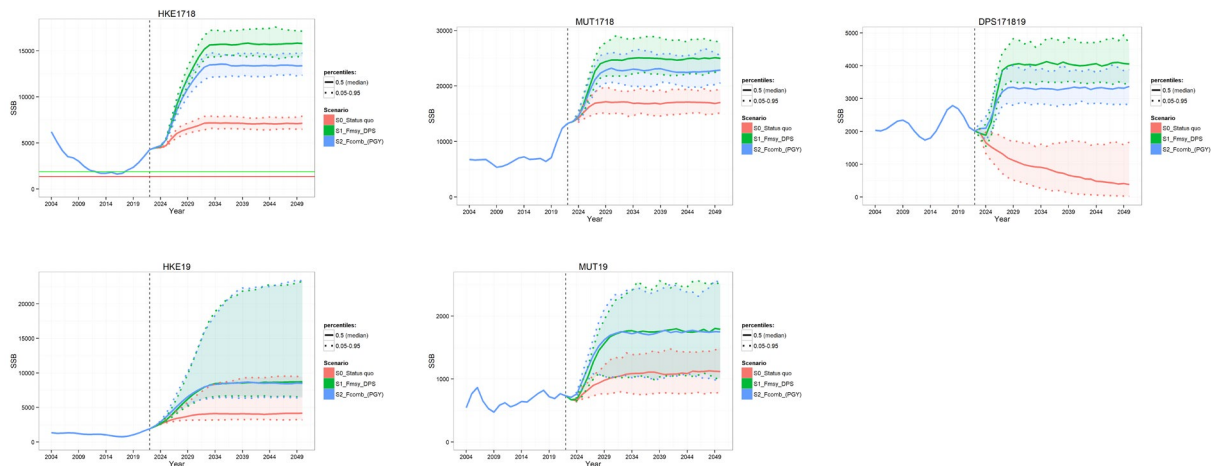 HKE1718
SSB
15000
10000
5000
0
2004 2009 2014 2019 2024 2029 2034 2039 2044 2049
Year
percentiles:
0.5 (median)
0.05-0.95
Scenario
S0_Status quo
S1_Fmsy_DPS
S2_Fcomb_(PGY)
MUT1718
SSB
30000
20000
10000
0
2004 2009 2014 2019 2024 2029 2034 2039 2044 2049
Year
percentiles:
0.5 (median)
0.05-0.95
Scenario
S0_Status quo
S1_Fmsy_DPS
S2_Fcomb_(PGY)
DPS171819
SSB
5000
4000
3000
2000
1000
0
2004 2009 2014 2019 2024 2029 2034 2039 2044 2049
Year
percentiles:
0.5 (median)
0.05-0.95
Scenario
S0_Status quo
S1_Fmsy_DPS
S2_Fcomb_(PGY)
HKE19
SSB
20000
15000
10000
5000
0
2004 2009 2014 2019 2024 2029 2034 2039 2044 2049
Year
percentiles:
0.5 (median)
0.05-0.95
Scenario
S0_Status quo
S1_Fmsy_DPS
S2_Fcomb_(PGY)
MUT19
SSB
2000
1000
0
2004 2009 2014 2019 2024 2029 2034 2039 2044 2049
Year
percentiles:
0.5 (median)
0.05-0.95
Scenario
S0_Status quo
S1_Fmsy_DPS
S2_Fcomb_(PGY)